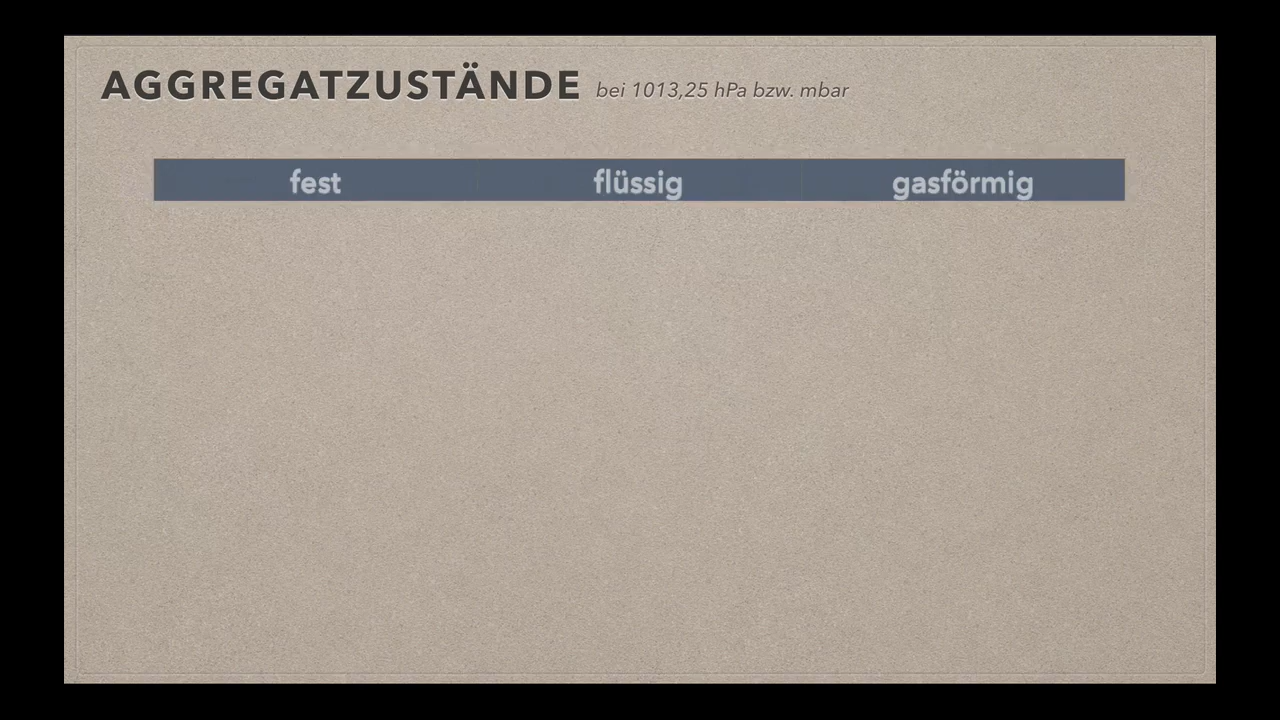 AGGREGATZUSTÄNDE bei 1013,25 hPa bzw. mbar
fest flüssig gasförmig